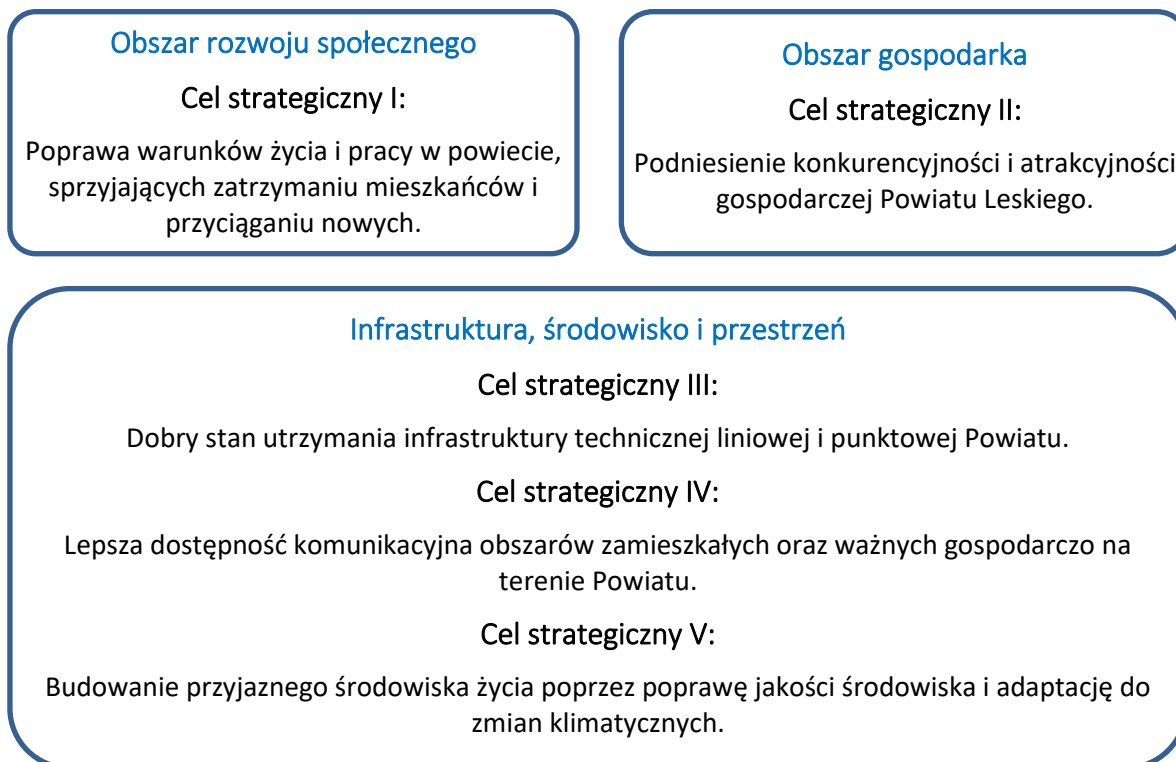 Obszar rozwoju społecznego
Cel strategiczny I:
Poprawa warunków życia i pracy w powiecie,
sprzyjających zatrzymaniu mieszkańców i
przyciąganiu nowych.
Obszar gospodarka
Cel strategiczny II:
Podniesienie konkurencyjności i atrakcyjności
gospodarczej Powiatu Leskiego.
Infrastruktura, środowisko i przestrzeń
Cel strategiczny III:
Dobry stan utrzymania infrastruktury technicznej liniowej i punktowej Powiatu.
Cel strategiczny IV:
Lepsza dostępność komunikacyjna obszarów zamieszkałych oraz ważnych gospodarczo na
terenie Powiatu.
Cel strategiczny V:
Budowanie przyjaznego środowiska życia poprzez poprawę jakości środowiska i adaptację do
zmian klimatycznych.